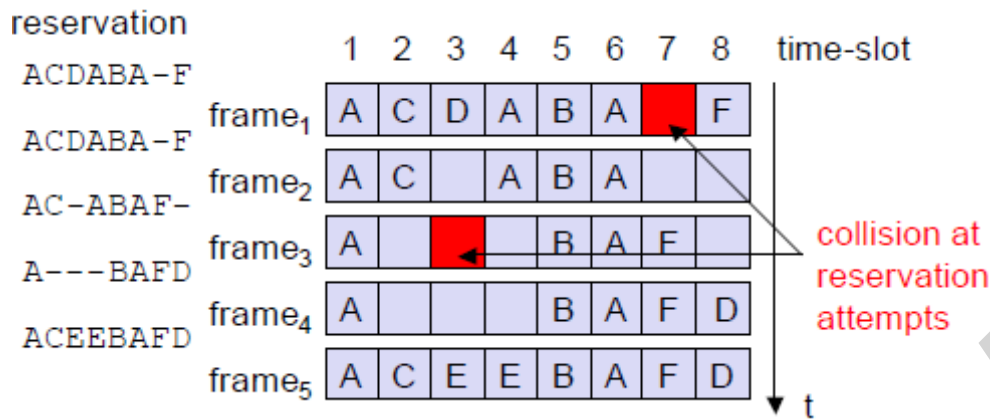 reservation
1 2 3 4 5 6 7 8 time-slot
ACDABA-F
frame1 A C D A B A F
ACDABA-F
frame2 A C A B A
AC-ABAF-
frame3 A B A F
collision at
reservation
attempts
A---BAFD
frame4 A B A F D
ACEEBAFD
frame5 A C E E B A F D
t